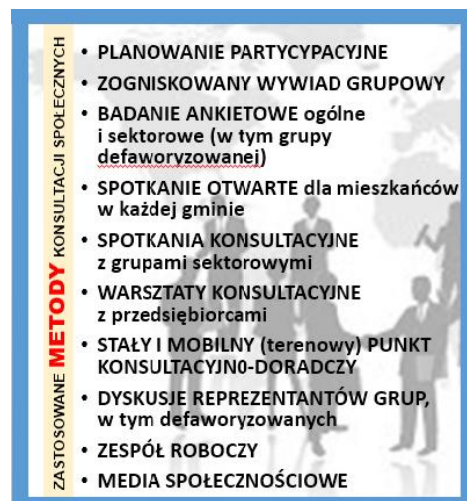 ZASTOSOWANE METODY KONSULTACJI SPOŁECZNYCH
• PLANOWANIE PARTYCYPACYJNE
• ZOGNISKOWANY WYWIAD GRUPOWY
• BADANIE ANKIETOWE ogólne
i sektorowe (w tym grupy
defaworyzowanej)
• SPOTKANIE OTWARTE dla mieszkańców
w każdej gminie
• SPOTKANIA KONSULTACYJNE
z grupami sektorowymi
• WARSZTATY KONSULTACYJNE
z przedsiębiorcami
• STAŁY I MOBILNY (terenowy) PUNKT
KONSULTACYJN0-DORADCZY
• DYSKUSJE REPREZENTANTÓW GRUP,
w tym defaworyzowanych
• ZESPÓŁ ROBOCZY
• MEDIA SPOŁECZNOŚCIOWE